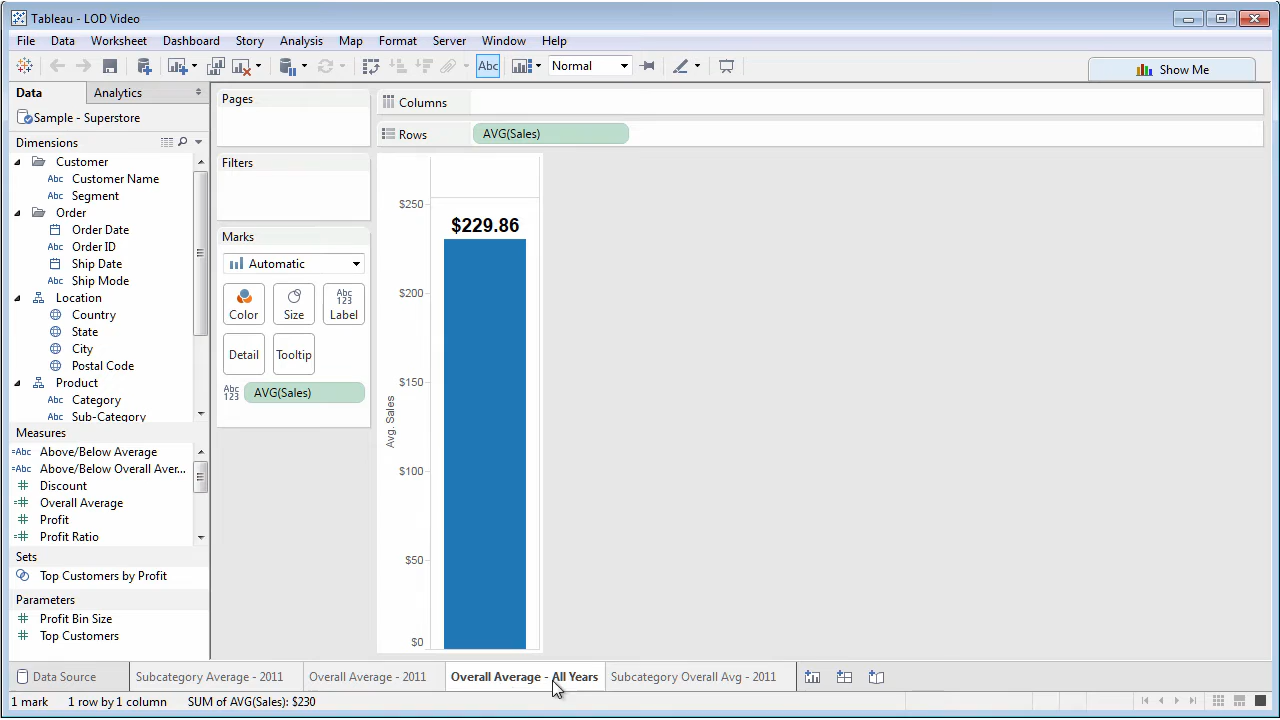 Tableau - LOD Video
File Data Worksheet Dashboard Story Analysis Map Format Server Window Help
Abc Normal Show Me
Data Analytics
Sample - Superstore
Dimensions
Customer
Abc Customer Name
Abc Segment
Order
Order Date
Abc Order ID
Ship Date
Abc Ship Mode
Location
Country
State
City
Postal Code
Product
Abc Category
Abc Sub-Category
Measures
=Abc Above/Below Average
=Abc Above/Below Overall Aver...
# Discount
=# Overall Average
# Profit
=# Profit Ratio
Sets
Top Customers by Profit
Parameters
# Profit Bin Size
# Top Customers
Pages
Filters
Marks
Automatic
Color Size Abc 123 Label
Detail Tooltip
Abc 123 AVG(Sales)
Columns
Rows AVG(Sales)
$250
$229.86
$200
$150
$100
$50
$0
Avg. Sales
Data Source Subcategory Average - 2011 Overall Average - 2011 Overall Average - All Years Subcategory Overall Avg - 2011
1 mark 1 row by 1 column SUM of AVG(Sales): $230